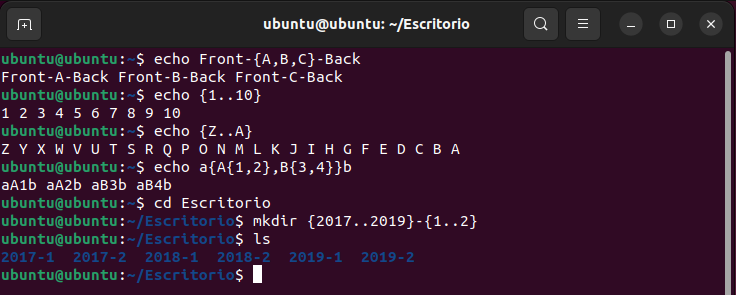 ubuntu@ubuntu: ~/Escritorio
ubuntu@ubuntu:~$ echo Front-{A,B,C}-Back
Front-A-Back Front-B-Back Front-C-Back
ubuntu@ubuntu:~$ echo {1..10}
1 2 3 4 5 6 7 8 9 10
ubuntu@ubuntu:~$ echo {Z..A}
Z Y X W V U T S R Q P O N M L K J I H G F E D C B A
ubuntu@ubuntu:~$ echo a{A{1,2},B{3,4}}b
aA1b aA2b aB3b aB4b
ubuntu@ubuntu:~$ cd Escritorio
ubuntu@ubuntu:~/Escritorio$ mkdir {2017..2019}-{1..2}
ubuntu@ubuntu:~/Escritorio$ ls
2017-1  2017-2  2018-1  2018-2  2019-1  2019-2
ubuntu@ubuntu:~/Escritorio$